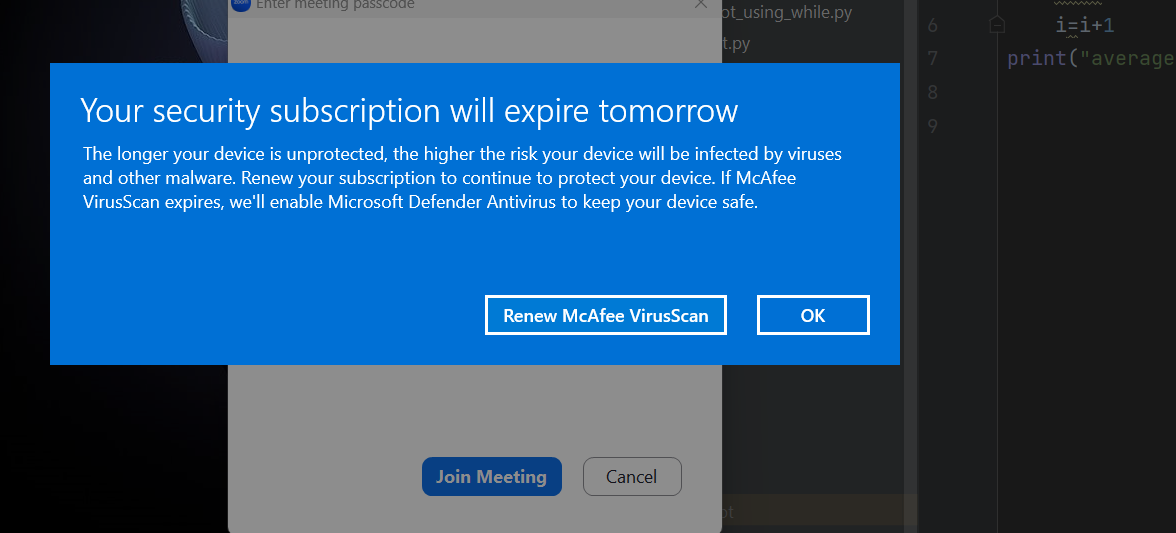 zoom
Enter meeting passcode
ot_using_while.py
t.py
6
i=i+1
7
print("average
8
9
Your security subscription will expire tomorrow
The longer your device is unprotected, the higher the risk your device will be infected by viruses
and other malware. Renew your subscription to continue to protect your device. If McAfee
VirusScan expires, we'll enable Microsoft Defender Antivirus to keep your device safe.
Renew McAfee VirusScan
OK
Join Meeting
Cancel
ot